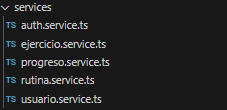 services
TS auth.service.ts
TS ejercicio.service.ts
TS progreso.service.ts
TS rutina.service.ts
TS usuario.service.ts